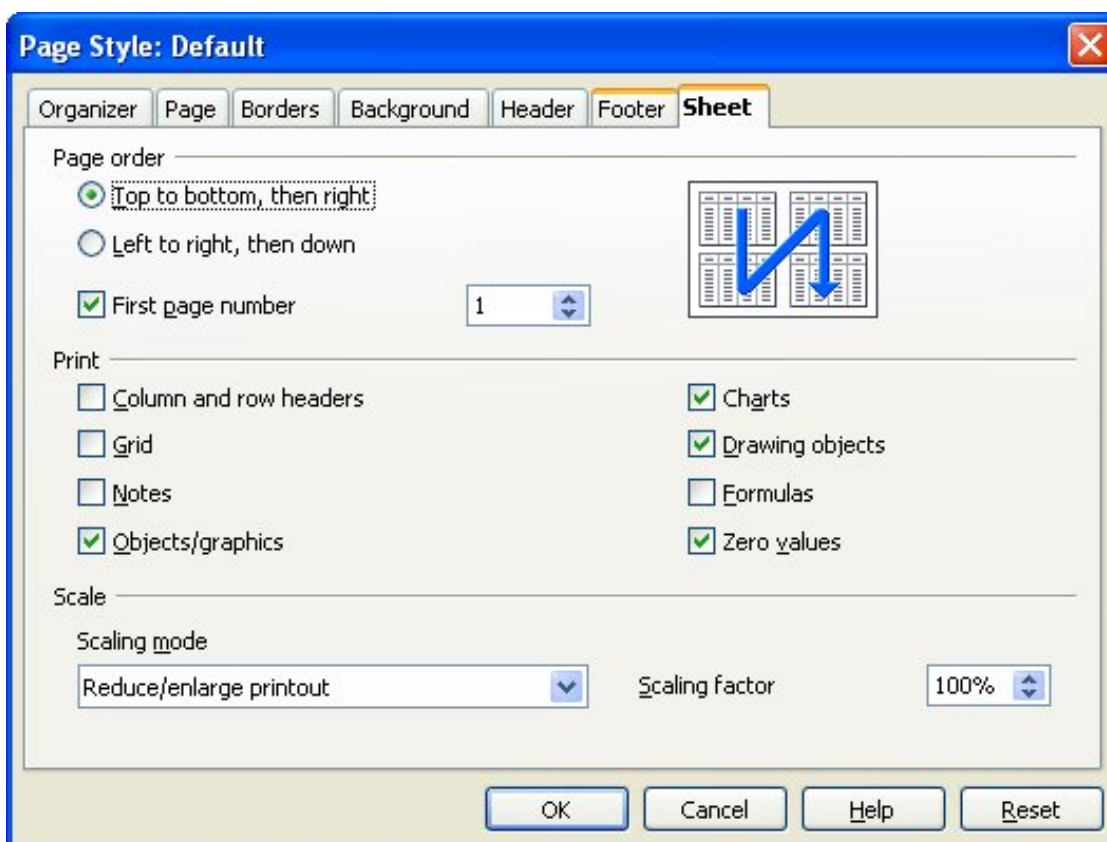 Page Style: Default
Organizer Page Borders Background Header Footer Sheet
Page order
Top to bottom, then right
Left to right, then down
First page number 1
Print
Column and row headers
Grid
Notes
Objects/graphics
Charts
Drawing objects
Formulas
Zero values
Scale
Scaling mode
Reduce/enlarge printout
Scaling factor 100%
OK Cancel Help Reset